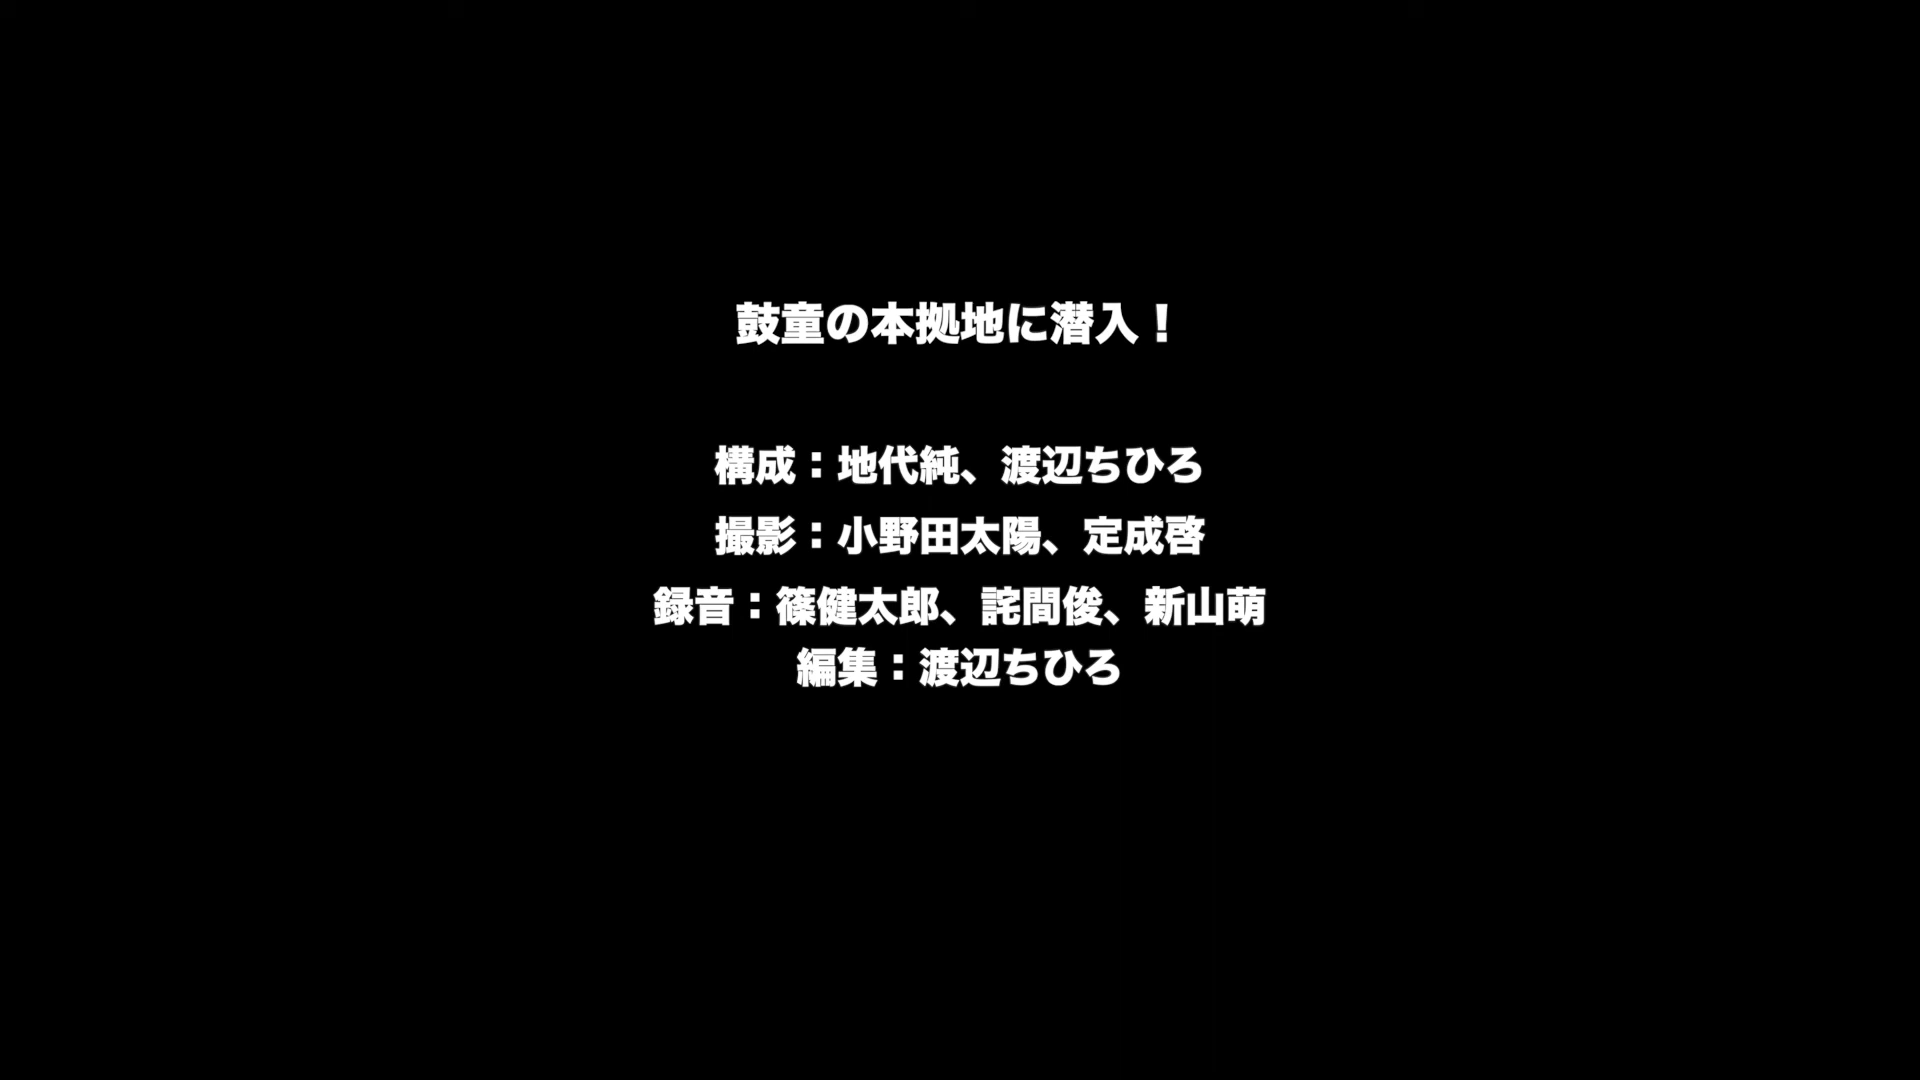 鼓童の本拠地に潜入！
構成：地代純、渡辺ちひろ
撮影：小野田太陽、定成啓
録音：篠健太郎、詫間俊、新山萌
編集：渡辺ちひろ